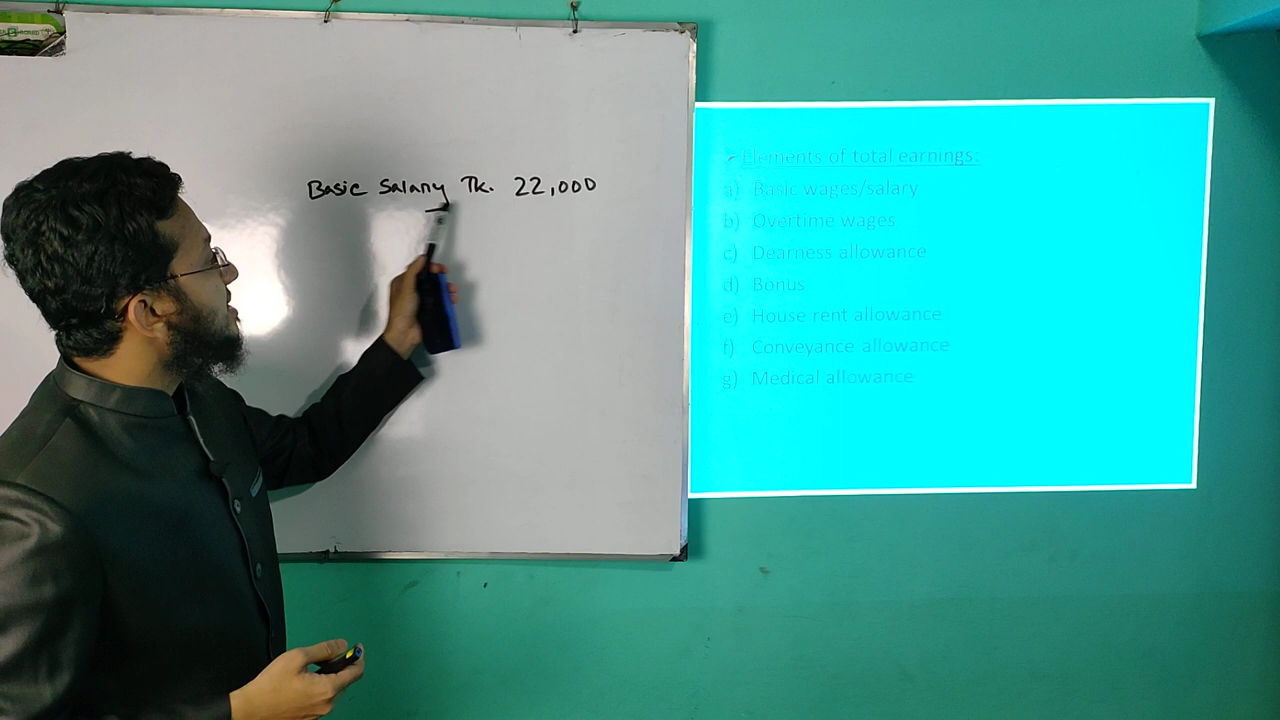 Basic Salary Tk. 22,000
✓ Elements of total earnings:
a) Basic wages/salary
b) Overtime wages
c) Dearness allowance
d) Bonus
e) House rent allowance
f) Conveyance allowance
g) Medical allowance